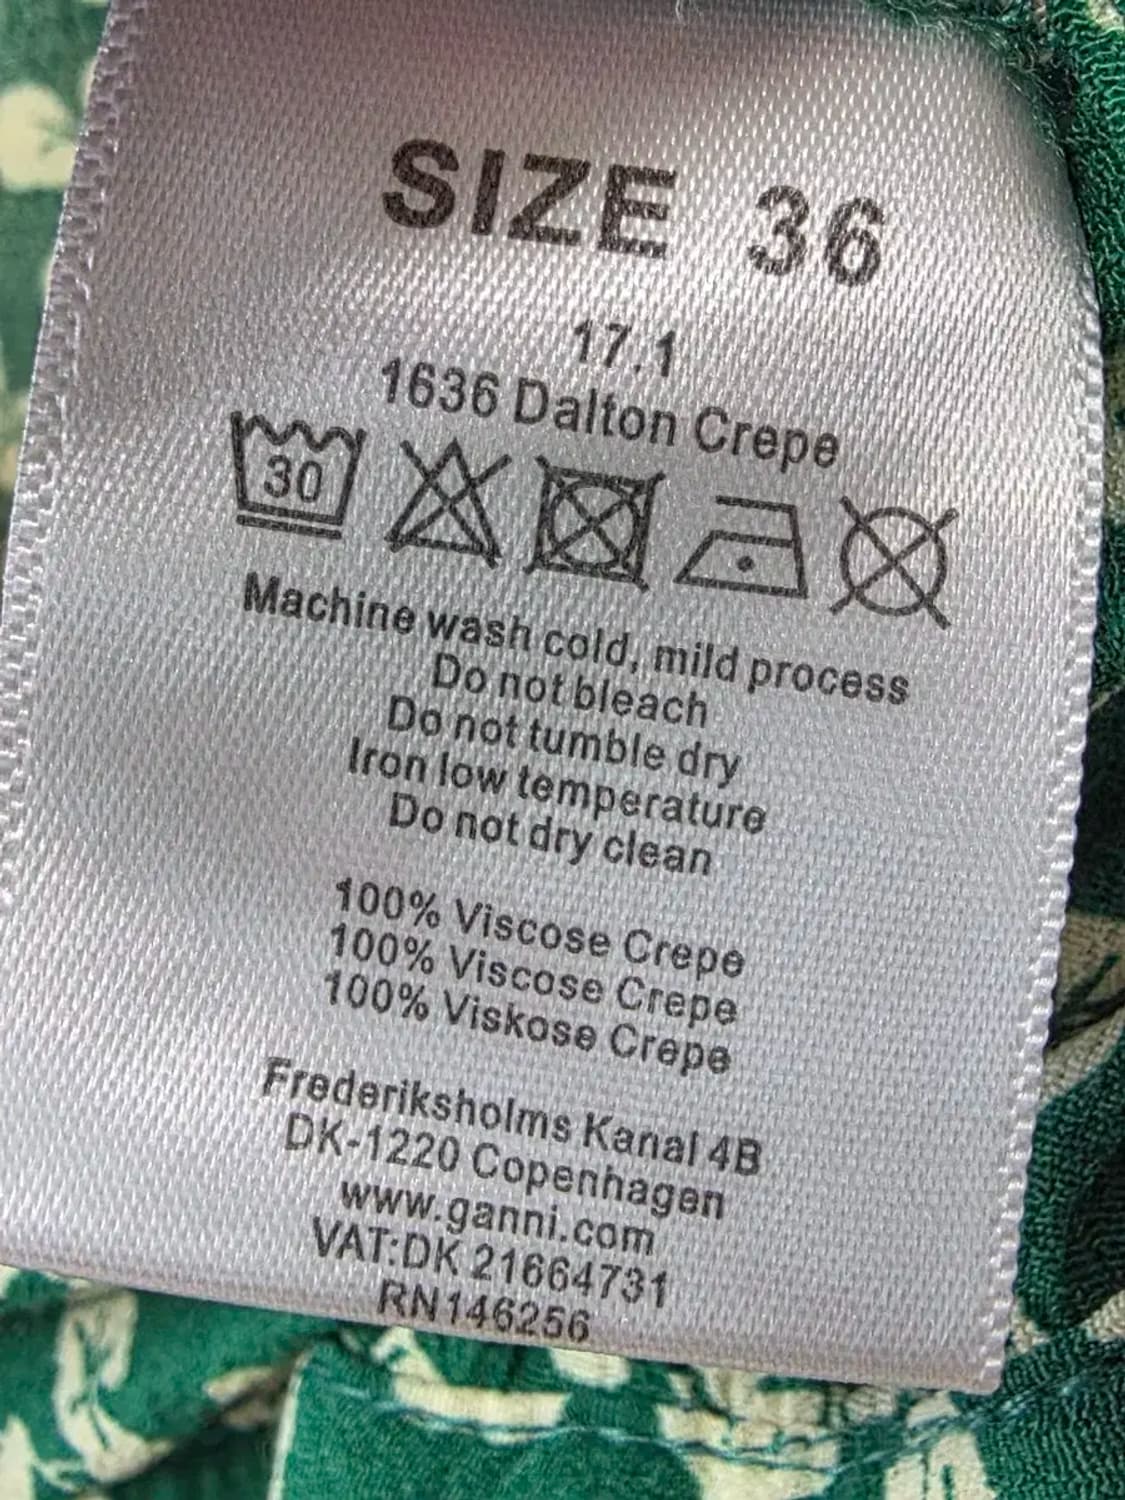 SIZE 36
17.1
1636 Dalton Crepe
30
Machine wash cold, mild process
Do not bleach
Do not tumble dry
Iron low temperature
Do not dry clean
100% Viscose Crepe
100% Viscose Crepe
100% Viskose Crepe
Frederiksholms Kanal 4B
DK-1220 Copenhagen
www.ganni.com
VAT:DK 21664731
RN146256